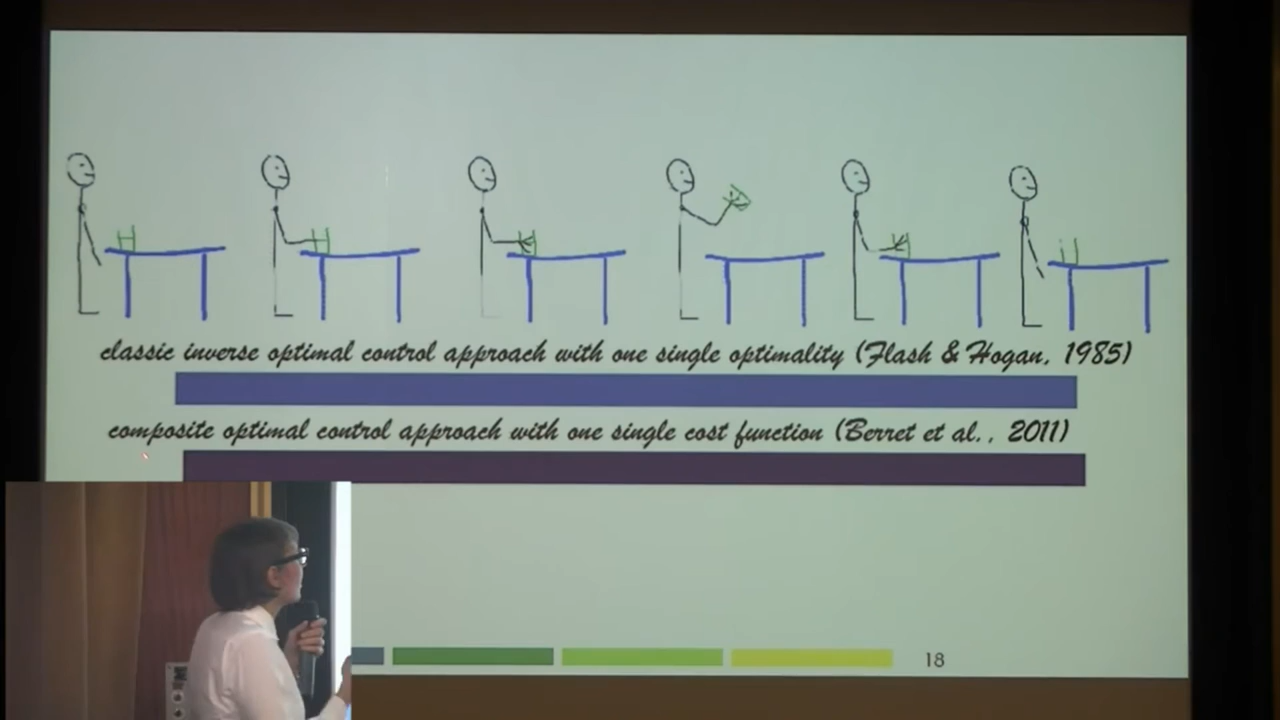 classic inverse optimal control approach with one single optimality (Flash & Hogan, 1985)
composite optimal control approach with one single cost function (Berret et al., 2011)
18